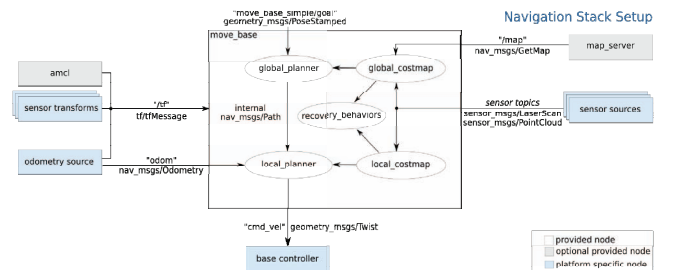 "move_base_simple/goal"
geometry_msgs/PoseStamped
Navigation Stack Setup
move_base
"/map"
nav_msgs/GetMap
map_server
global_planner
global_costmap
amcl
sensor transforms
"/tf"
tf/tfMessage
internal
nav_msgs/Path
recovery_behaviors
sensor topics
sensor_msgs/LaserScan
sensor_msgs/PointCloud
sensor sources
odometry source
"odom"
nav_msgs/Odometry
local_planner
local_costmap
"cmd_vel" geometry_msgs/Twist
base controller
provided node
optional provided node
platform specific node